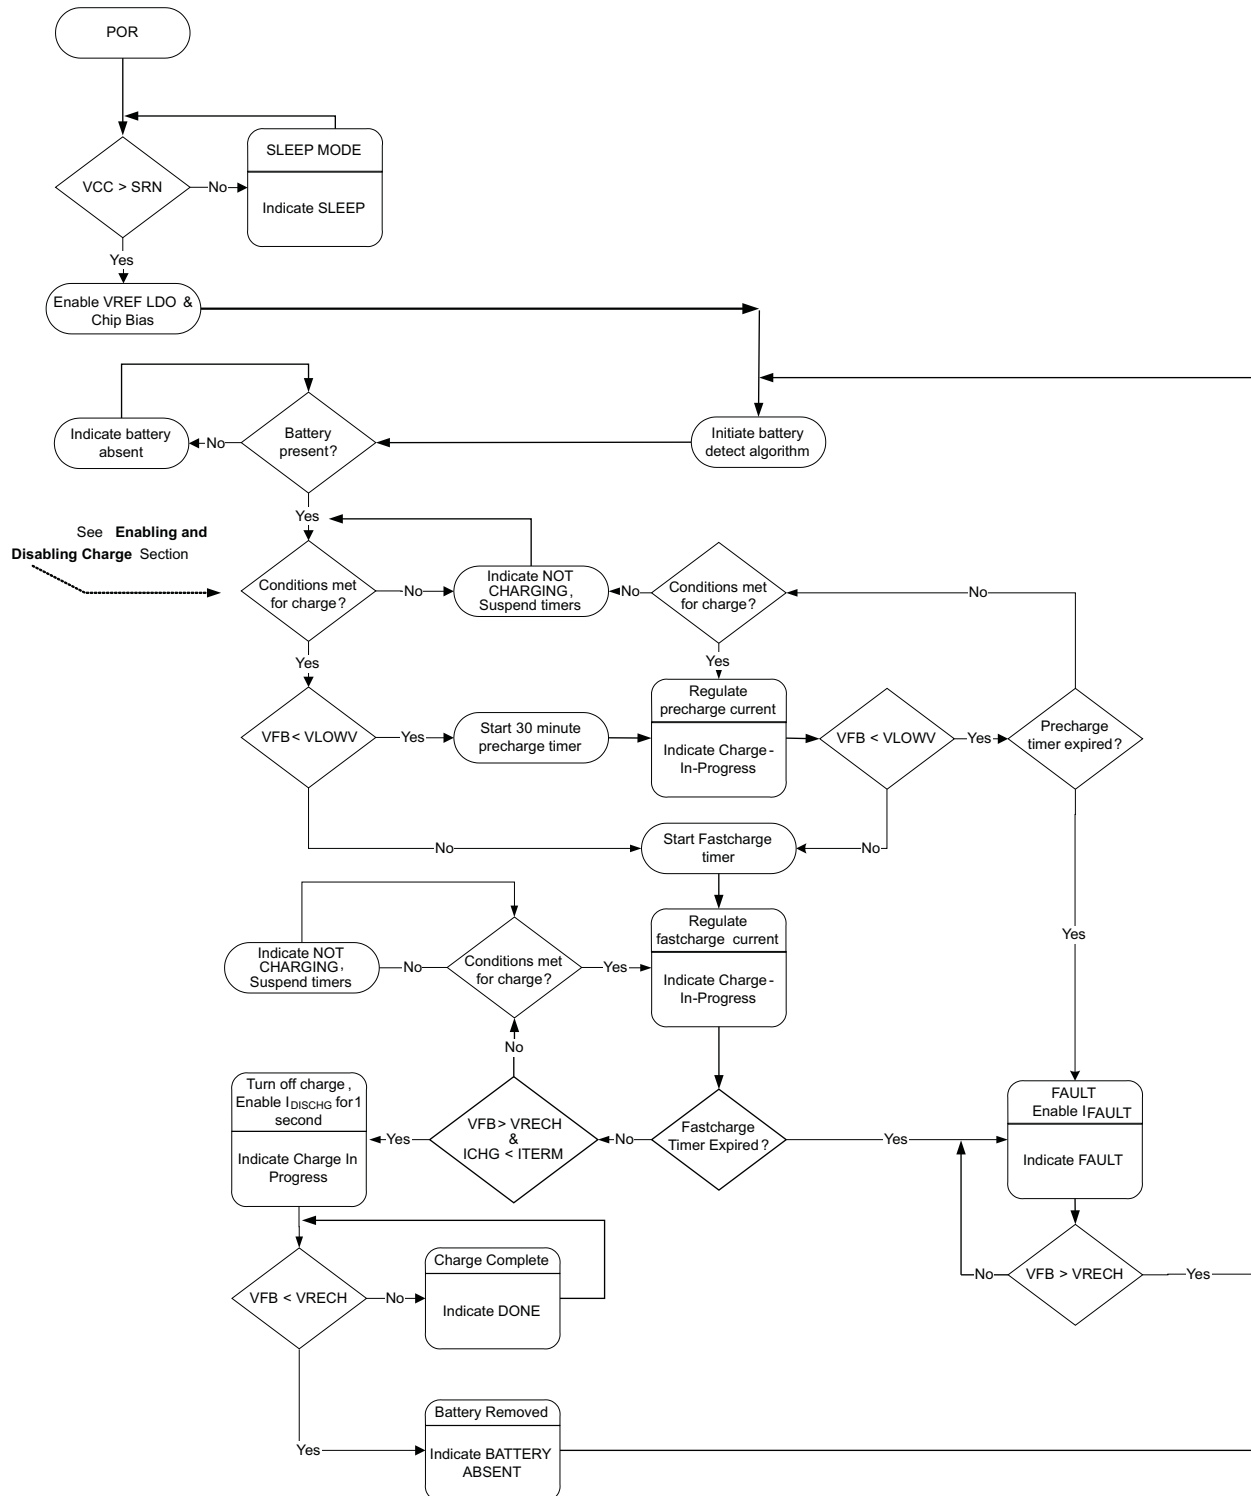 POR
SLEEP MODE
VCC > SRN
No
Indicate SLEEP
Yes
Enable VREF LDO &
Chip Bias
Indicate battery
absent
No
Battery
present?
Initiate battery
detect algorithm
Yes
See Enabling and
Disabling Charge Section
Conditions met
for charge?
No
Indicate NOT
CHARGING,
Suspend timers
No
Conditions met
for charge?
No
Yes
Yes
VFB < VLOWV
Yes
Start 30 minute
precharge timer
Regulate
precharge current
Indicate Charge-
In-Progress
VFB < VLOWV
Yes
Precharge
timer expired?
No
Start Fastcharge
timer
No
Yes
Indicate NOT
CHARGING,
Suspend timers
No
Conditions met
for charge?
Yes
Regulate
fastcharge current
Indicate Charge-
In-Progress
No
Turn off charge,
Enable IDISCHG for 1
second
Indicate Charge In
Progress
Yes
VFB > VRECH
&
ICHG < ITERM
No
Fastcharge
Timer Expired?
Yes
FAULT
Enable IFAULT
Indicate FAULT
VFB < VRECH
No
Charge Complete
Indicate DONE
No
VFB > VRECH
Yes
Yes
Battery Removed
Indicate BATTERY
ABSENT